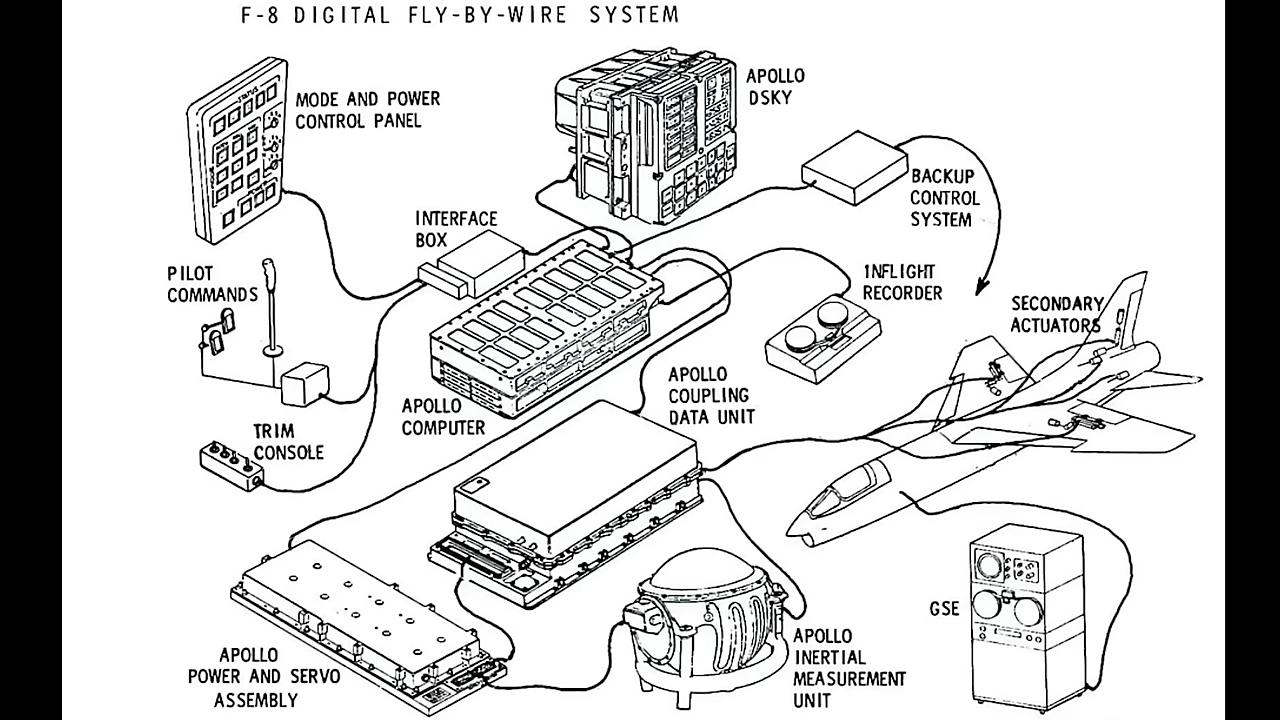 F-8 DIGITAL FLY-BY-WIRE SYSTEM
STATUS
MODE AND POWER
CONTROL PANEL
APOLLO
DSKY
BACKUP
CONTROL
SYSTEM
INTERFACE
BOX
PILOT
COMMANDS
INFLIGHT
RECORDER
SECONDARY
ACTUATORS
APOLLO
COUPLING
DATA UNIT
APOLLO
COMPUTER
TRIM
CONSOLE
GSE
APOLLO
INERTIAL
MEASUREMENT
UNIT
APOLLO
POWER AND SERVO
ASSEMBLY